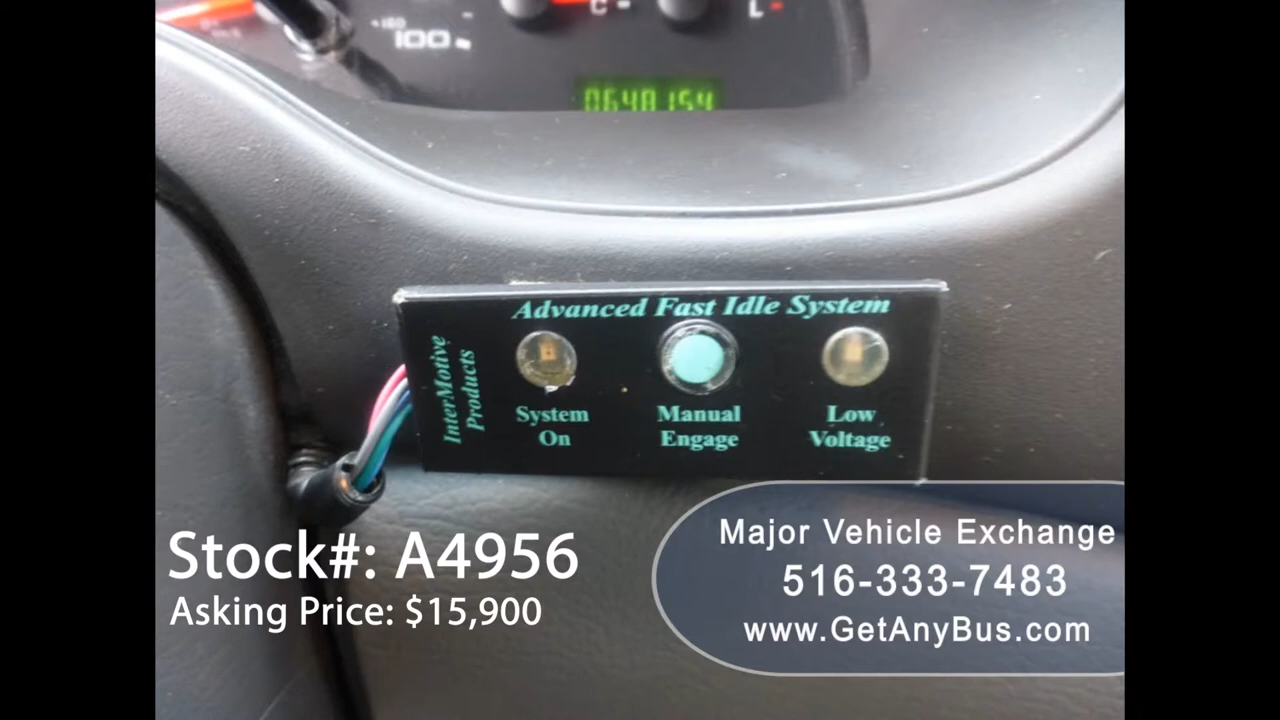 100
C
L
0648154
Advanced Fast Idle System
InterMotive
Products
System
On
Manual
Engage
Low
Voltage
Stock#: A4956
Asking Price: $15,900
Major Vehicle Exchange
516-333-7483
www.GetAnyBus.com